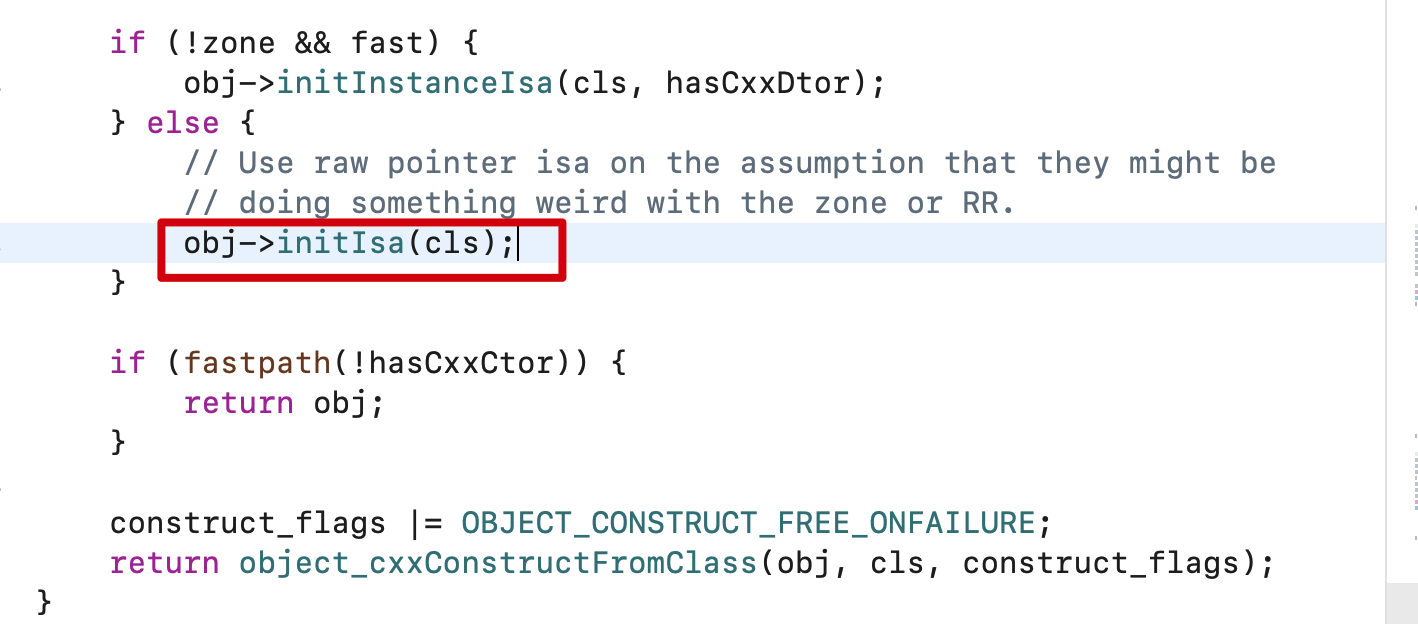 if (!zone && fast) {
obj->initInstanceIsa(cls, hasCxxDtor);
} else {
// Use raw pointer isa on the assumption that they might be
// doing something weird with the zone or RR.
obj->initIsa(cls);
}
if (fastpath(!hasCxxCtor)) {
return obj;
}
construct_flags |= OBJECT_CONSTRUCT_FREE_ONFAILURE;
return object_cxxConstructFromClass(obj, cls, construct_flags);
}